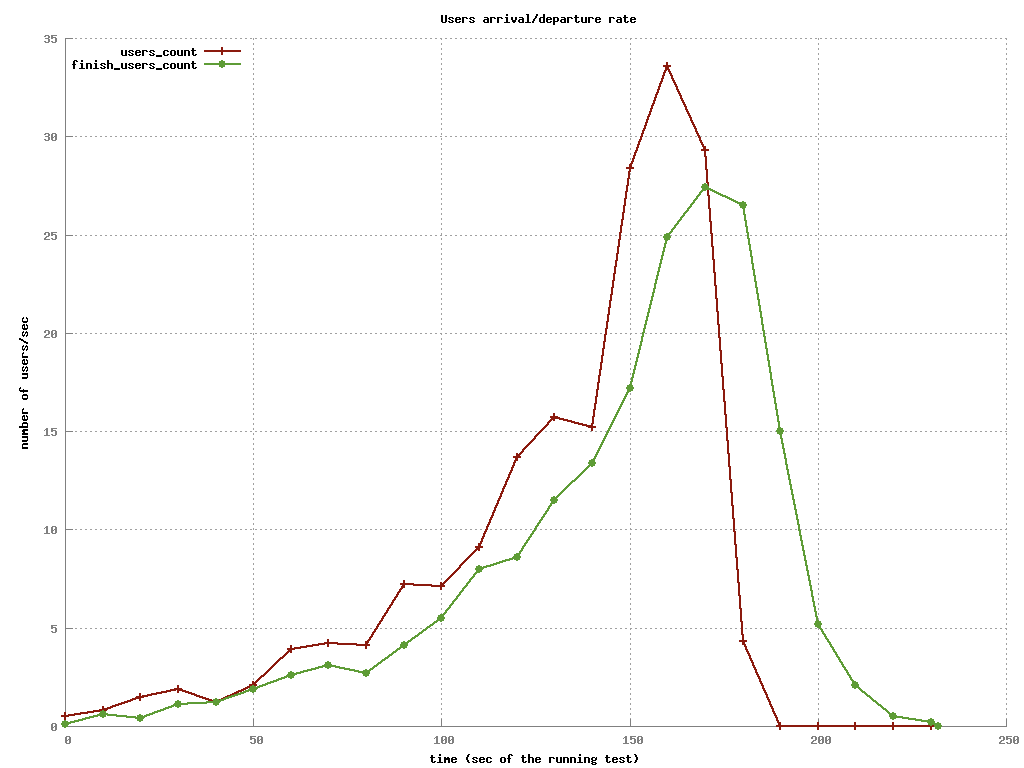 Users arrival/departure rate
users_count
finish_users_count
35
30
25
20
15
10
5
0
number of users/sec
0 50 100 150 200 250
time (sec of the running test)